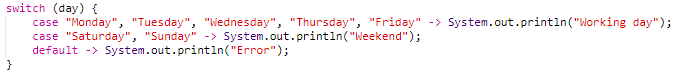 switch (day) {
    case "Monday", "Tuesday", "Wednesday", "Thursday", "Friday" -> System.out.println("Working day");
    case "Saturday", "Sunday" -> System.out.println("Weekend");
    default -> System.out.println("Error");
}